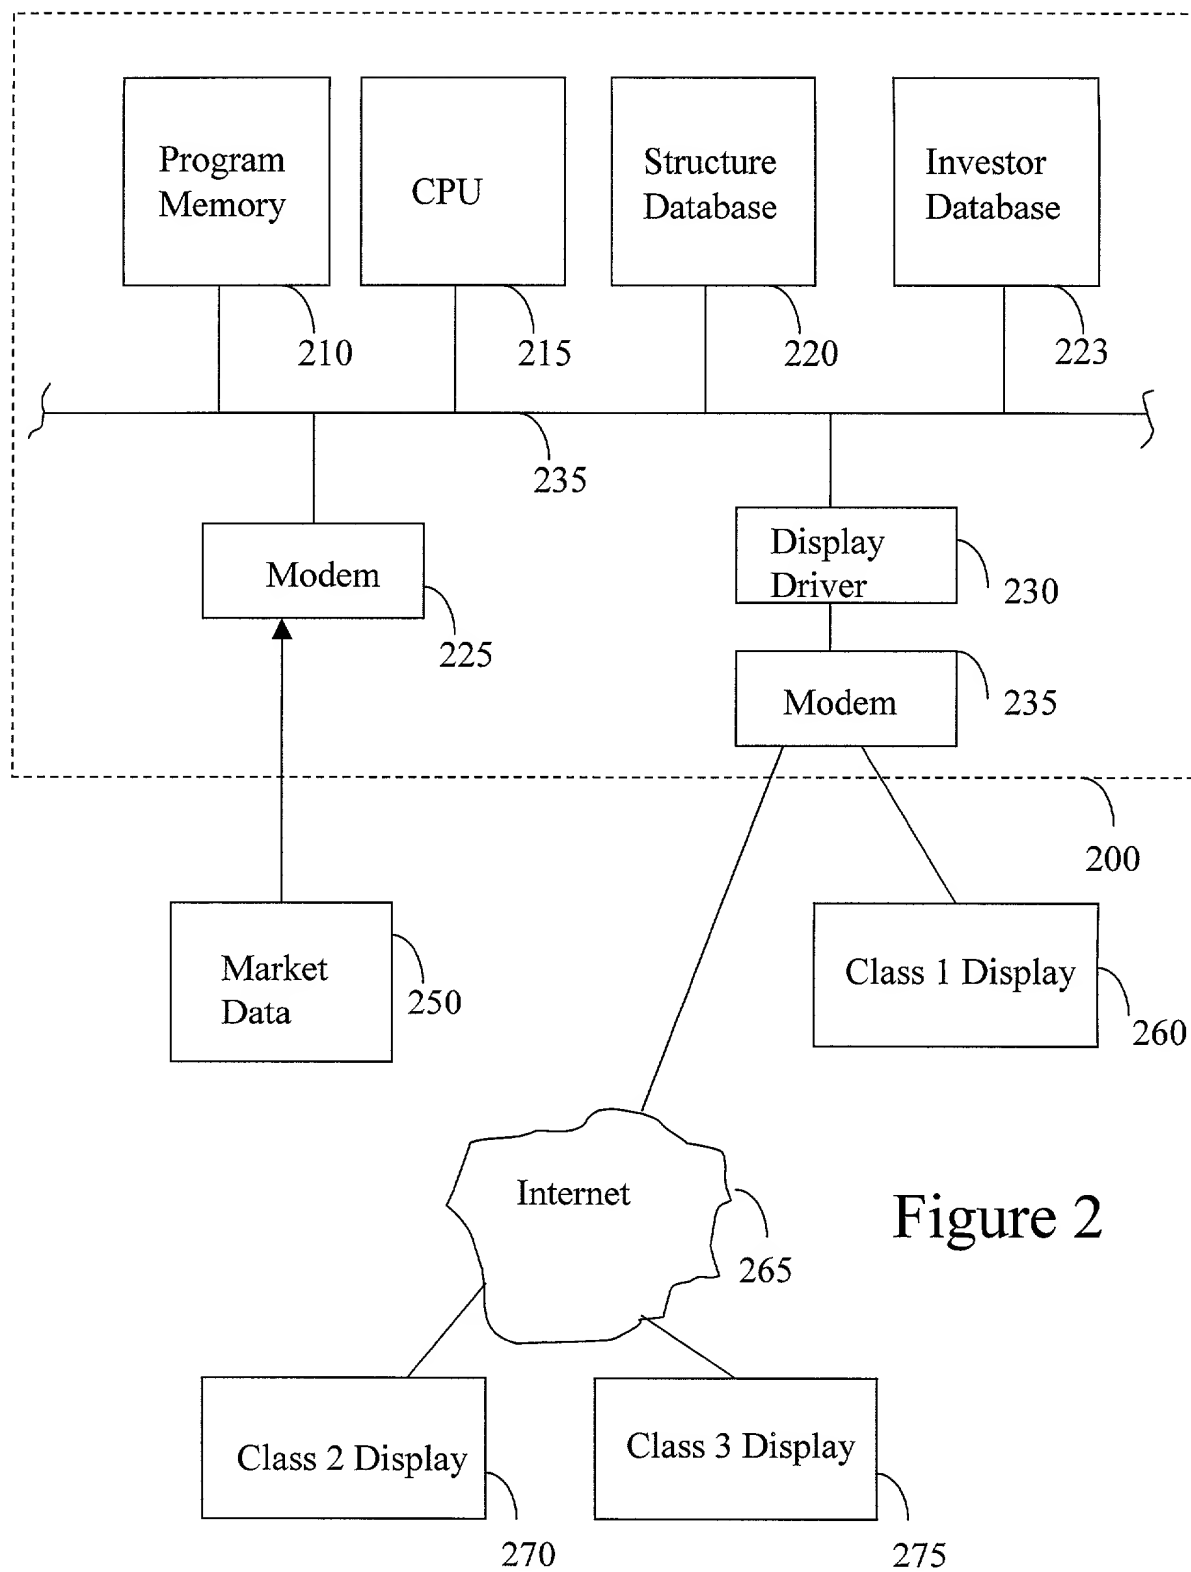 Program
Memory
CPU
Structure
Database
Investor
Database
210
215
220
223
235
Modem
225
Display
Driver
230
Modem
235
200
Market
Data
250
Class 1 Display
260
Internet
265
Figure 2
Class 2 Display
270
Class 3 Display
275